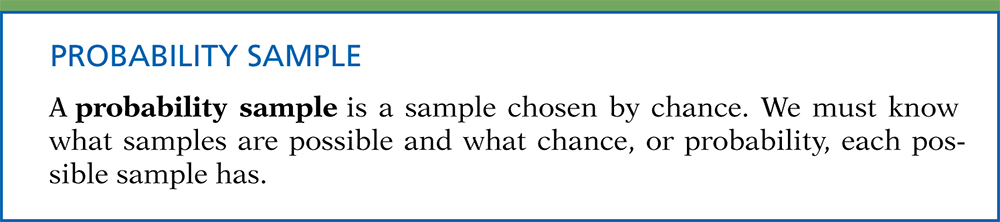 PROBABILITY SAMPLE
A probability sample is a sample chosen by chance. We must know
what samples are possible and what chance, or probability, each pos-
sible sample has.